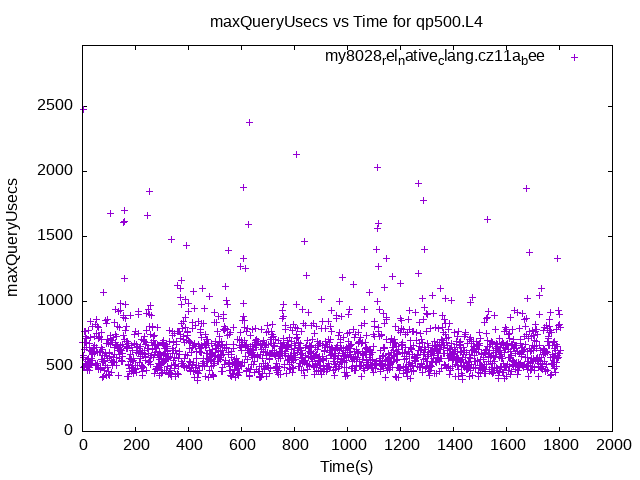 maxQueryUsecs vs Time for qp500.L4
my8028relnative_clang.cz11a_bee
2500
2000
1500
1000
500
0
maxQueryUsecs
0 200 400 600 800 1000 1200 1400 1600 1800 2000
Time(s)